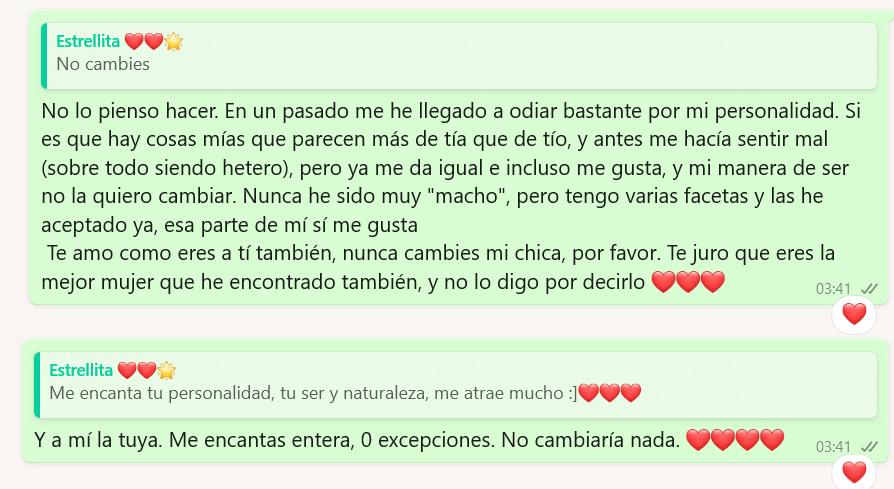 Estrellita ❤️❤️🌟
No cambies
No lo pienso hacer. En un pasado me he llegado a odiar bastante por mi personalidad. Si
es que hay cosas mías que parecen más de tía que de tío, y antes me hacía sentir mal
(sobre todo siendo hetero), pero ya me da igual e incluso me gusta, y mi manera de ser
no la quiero cambiar. Nunca he sido muy "macho", pero tengo varias facetas y las he
aceptado ya, esa parte de mí sí me gusta
Te amo como eres a tí también, nunca cambies mi chica, por favor. Te juro que eres la
mejor mujer que he encontrado también, y no lo digo por decirlo ❤️❤️❤️
03:41
❤️
Estrellita ❤️❤️🌟
Me encanta tu personalidad, tu ser y naturaleza, me atrae mucho :]❤️❤️❤️
Y a mí la tuya. Me encantas entera, 0 excepciones. No cambiaría nada. ❤️❤️❤️❤️
03:41
❤️